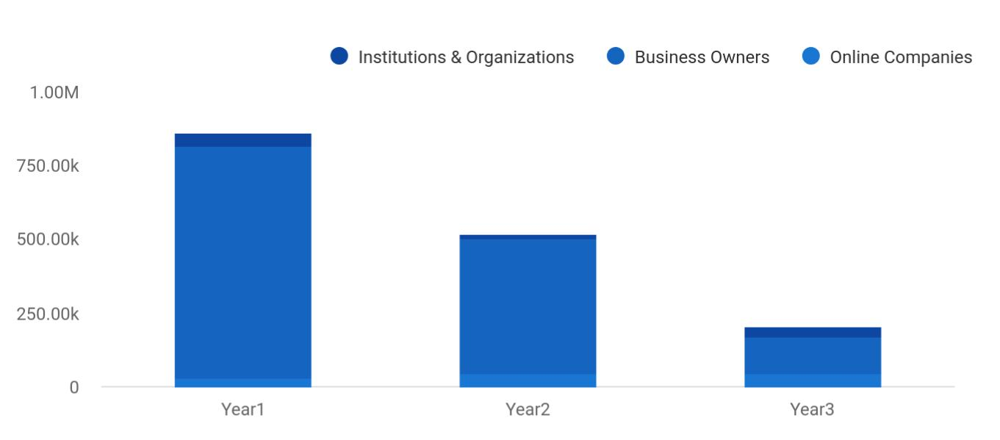 Institutions & Organizations Business Owners Online Companies
1.00M
750.00k
500.00k
250.00k
0
Year1 Year2 Year3